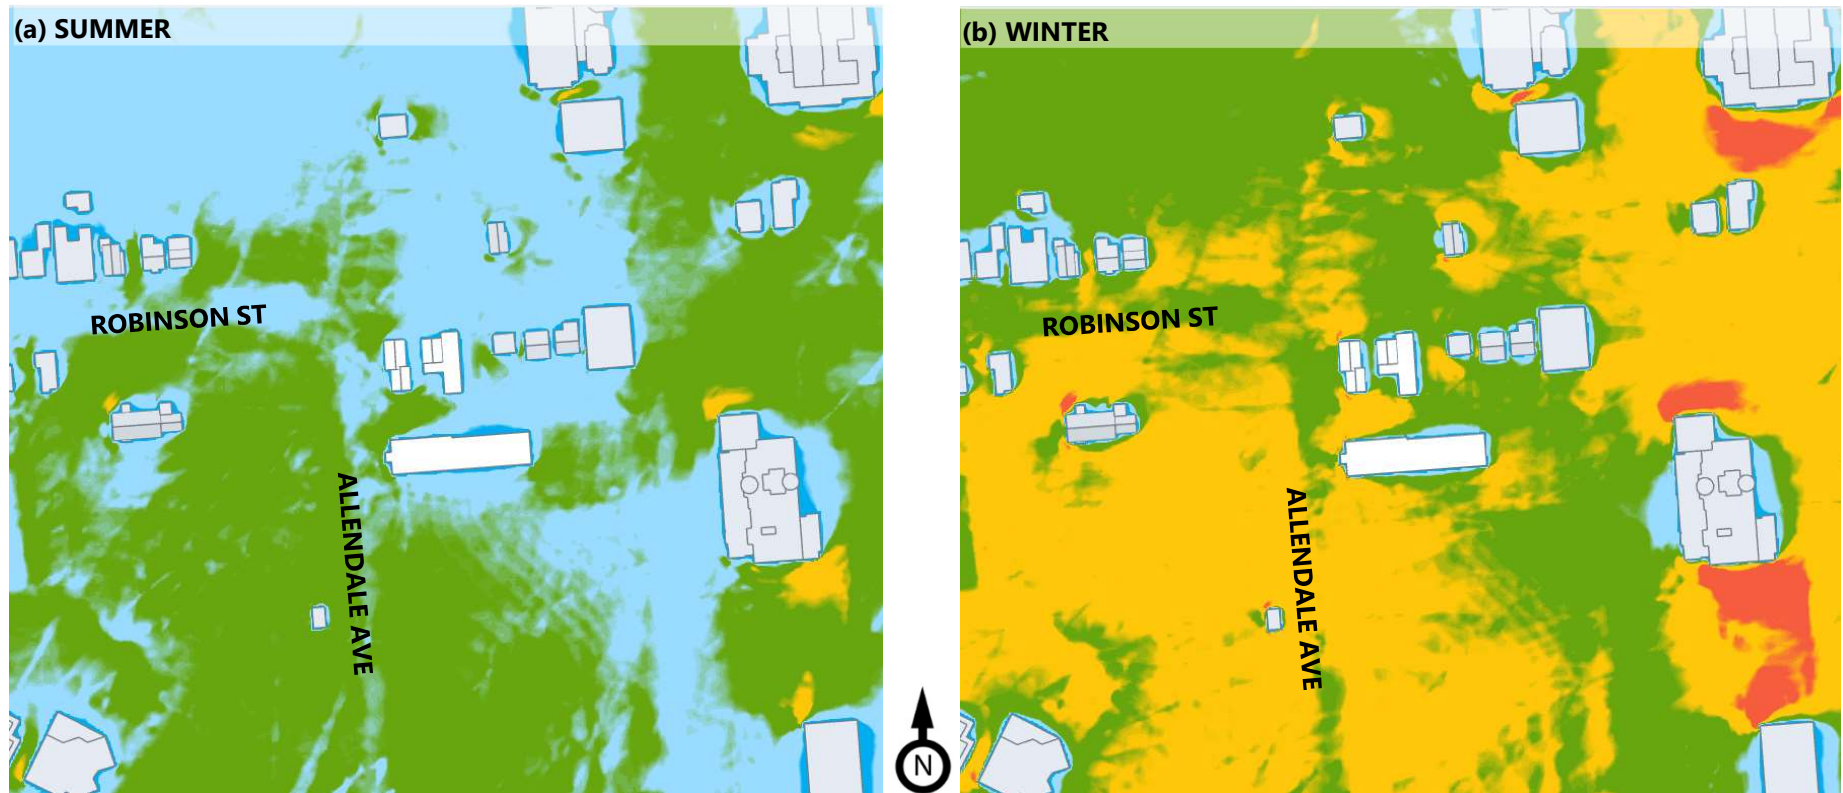 (a) SUMMER
(b) WINTER
ROBINSON ST
ROBINSON ST
ALLENDALE AVE
ALLENDALE AVE
N